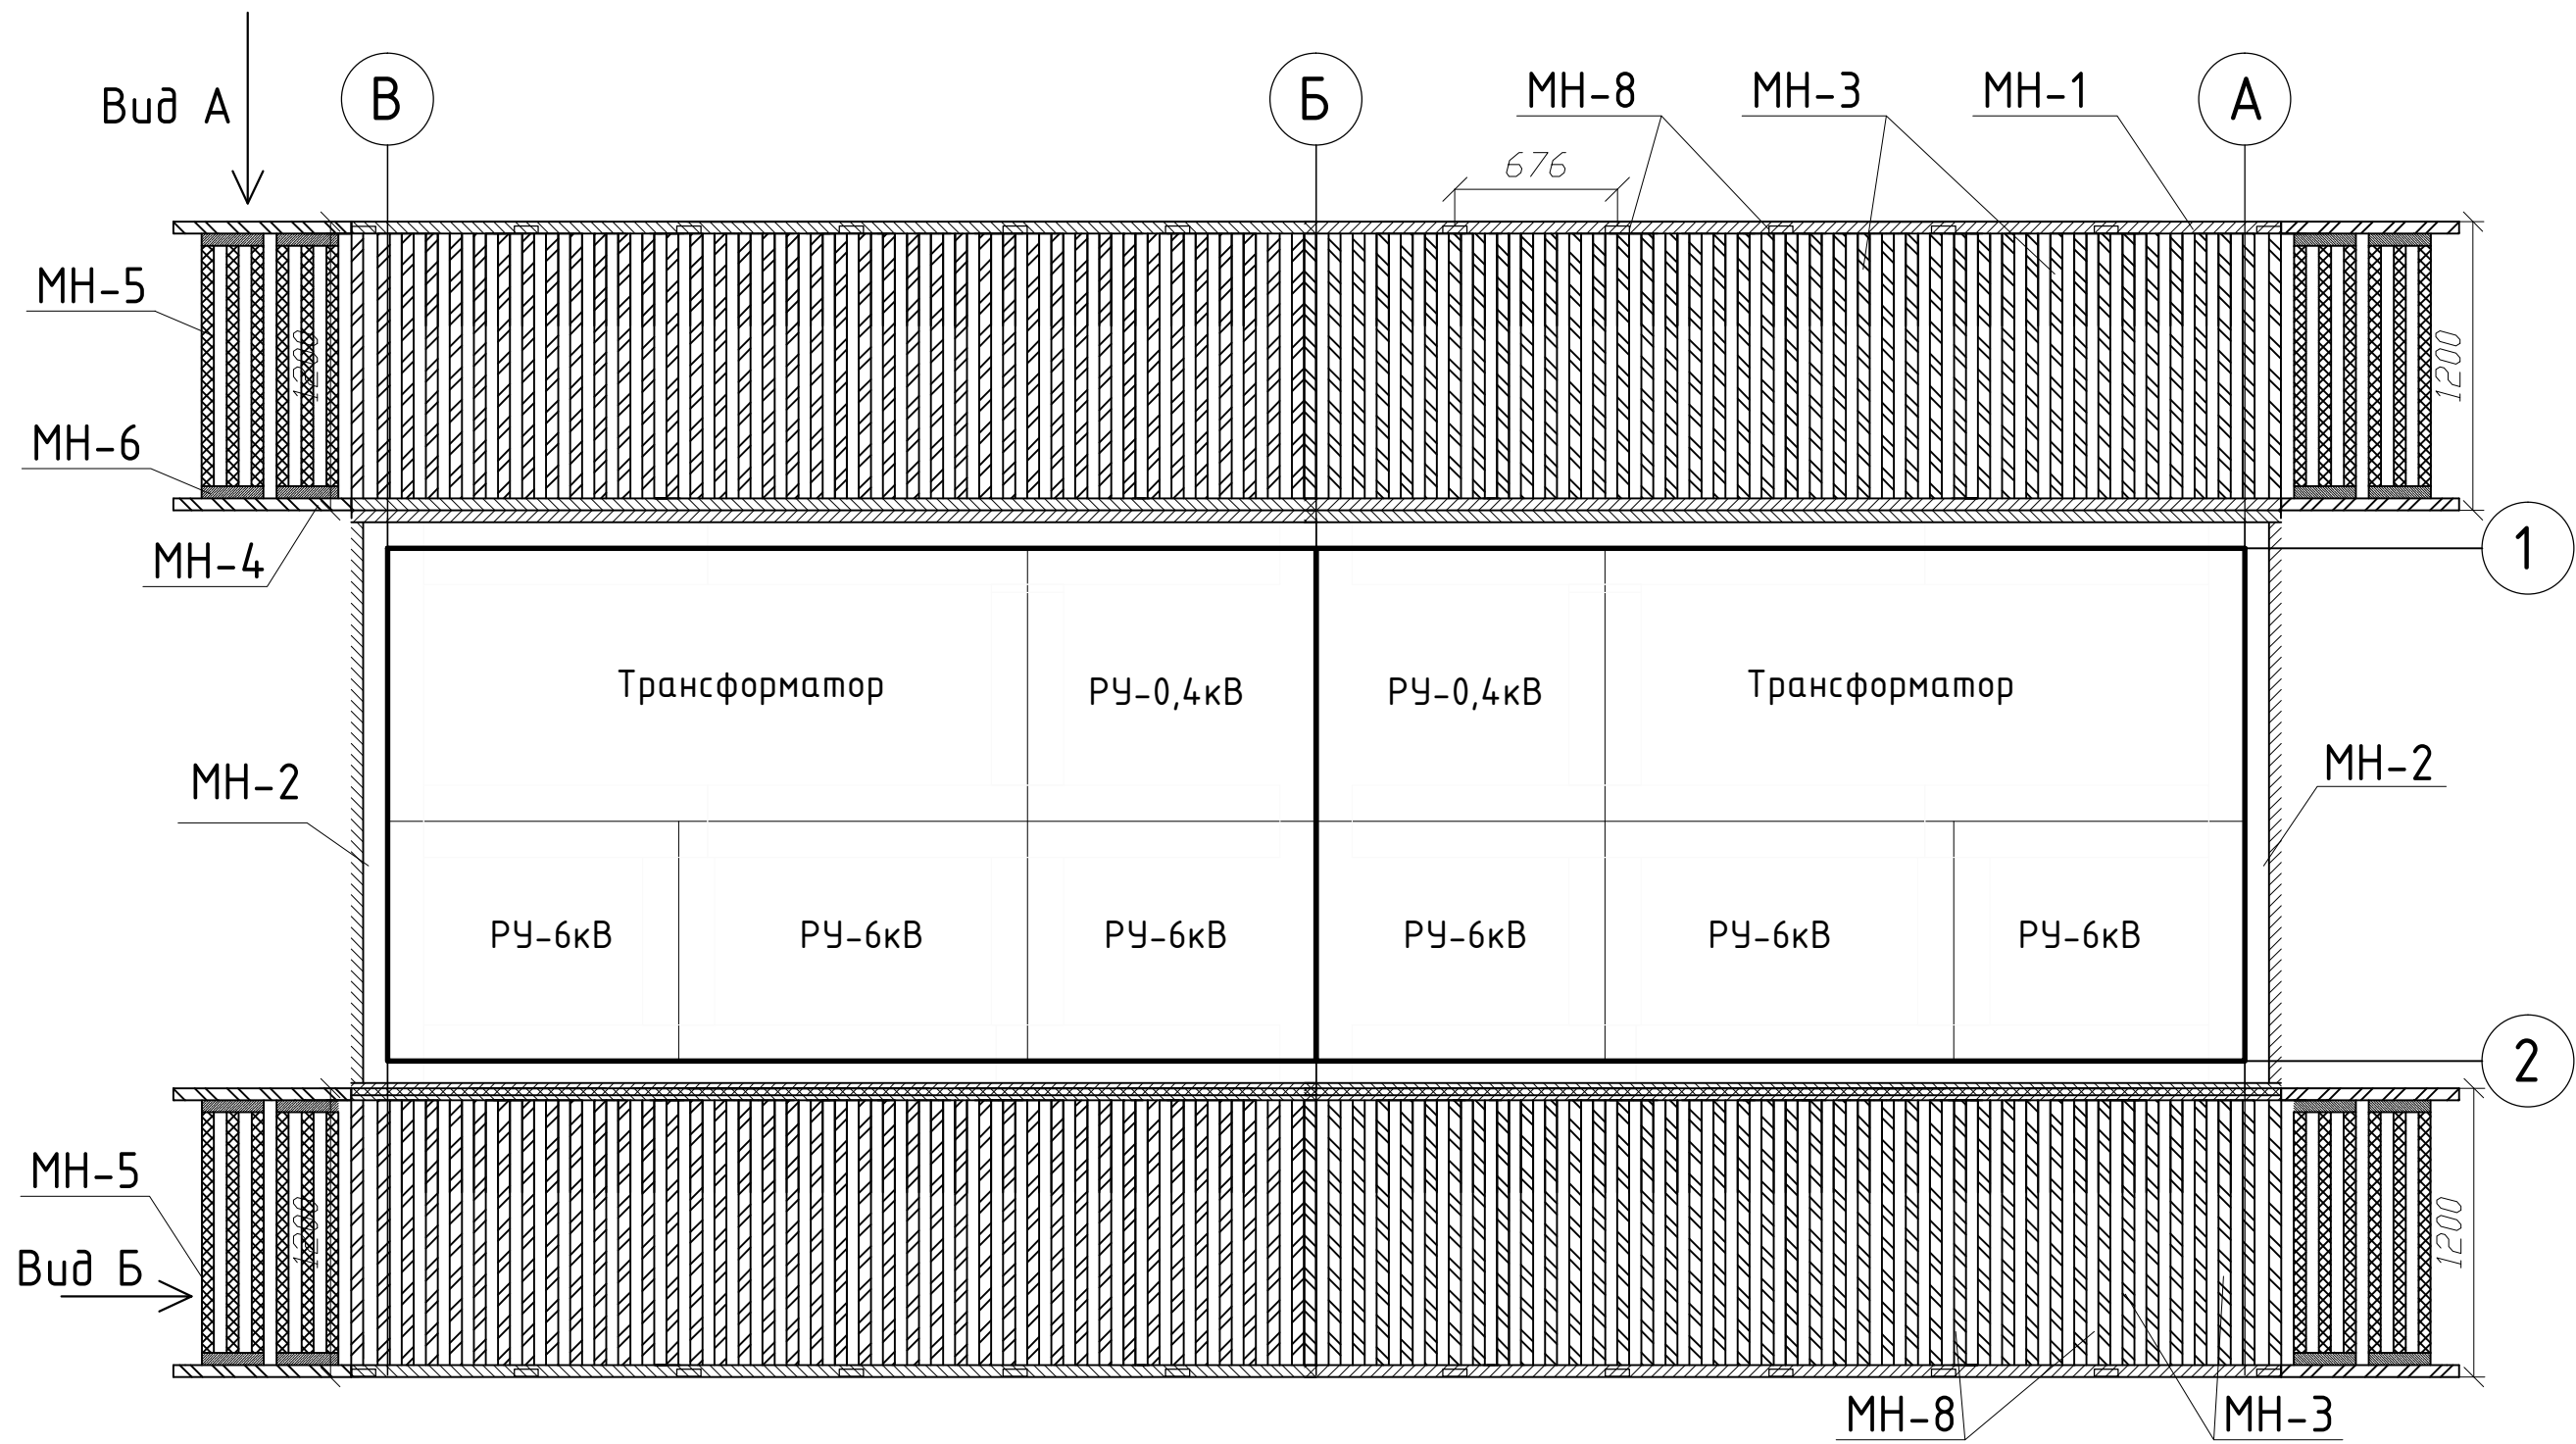 Вид А
В
Б
МН-8
МН-3
МН-1
А
676
МН-5
1200
1200
МН-6
МН-4
1
Трансформатор
РУ-0,4кВ
РУ-0,4кВ
Трансформатор
МН-2
МН-2
РУ-6кВ
РУ-6кВ
РУ-6кВ
РУ-6кВ
РУ-6кВ
РУ-6кВ
2
МН-5
1200
1200
Вид Б
МН-8
МН-3